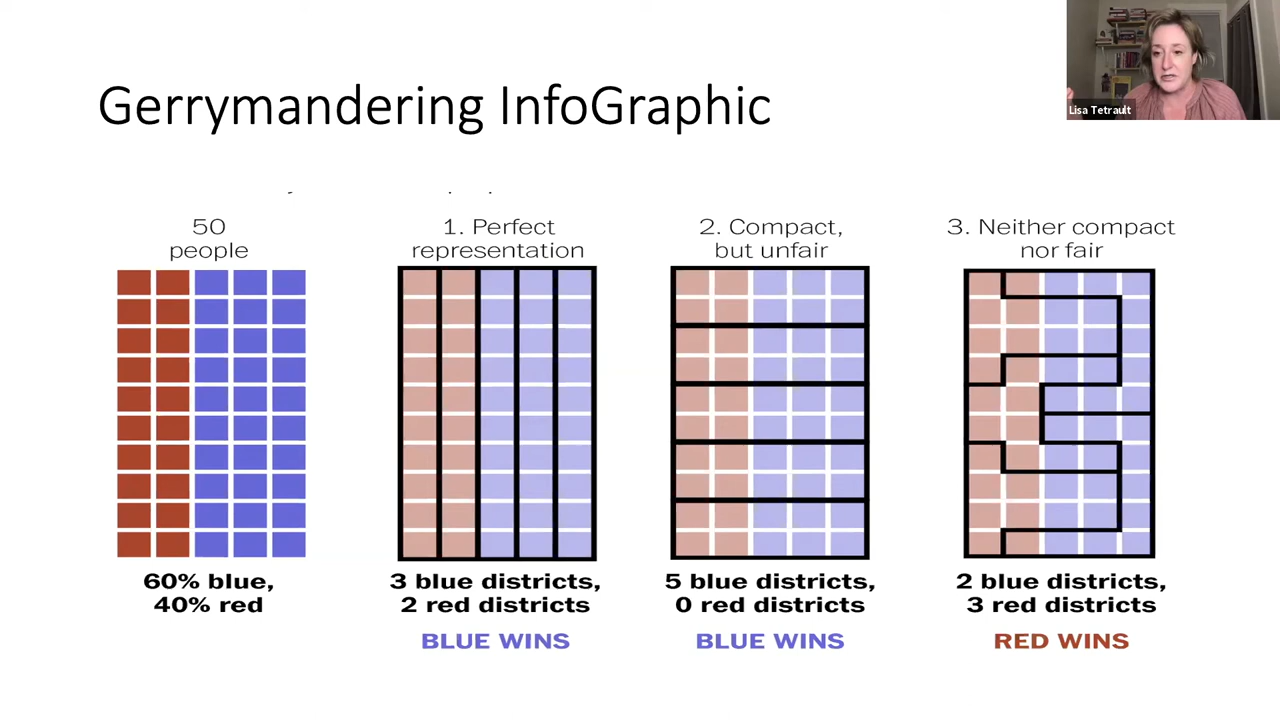 Lisa Tetrault
Gerrymandering InfoGraphic
50
people
60% blue,
40% red
1. Perfect
representation
3 blue districts,
2 red districts
BLUE WINS
2. Compact,
but unfair
5 blue districts,
0 red districts
BLUE WINS
3. Neither compact
nor fair
2 blue districts,
3 red districts
RED WINS